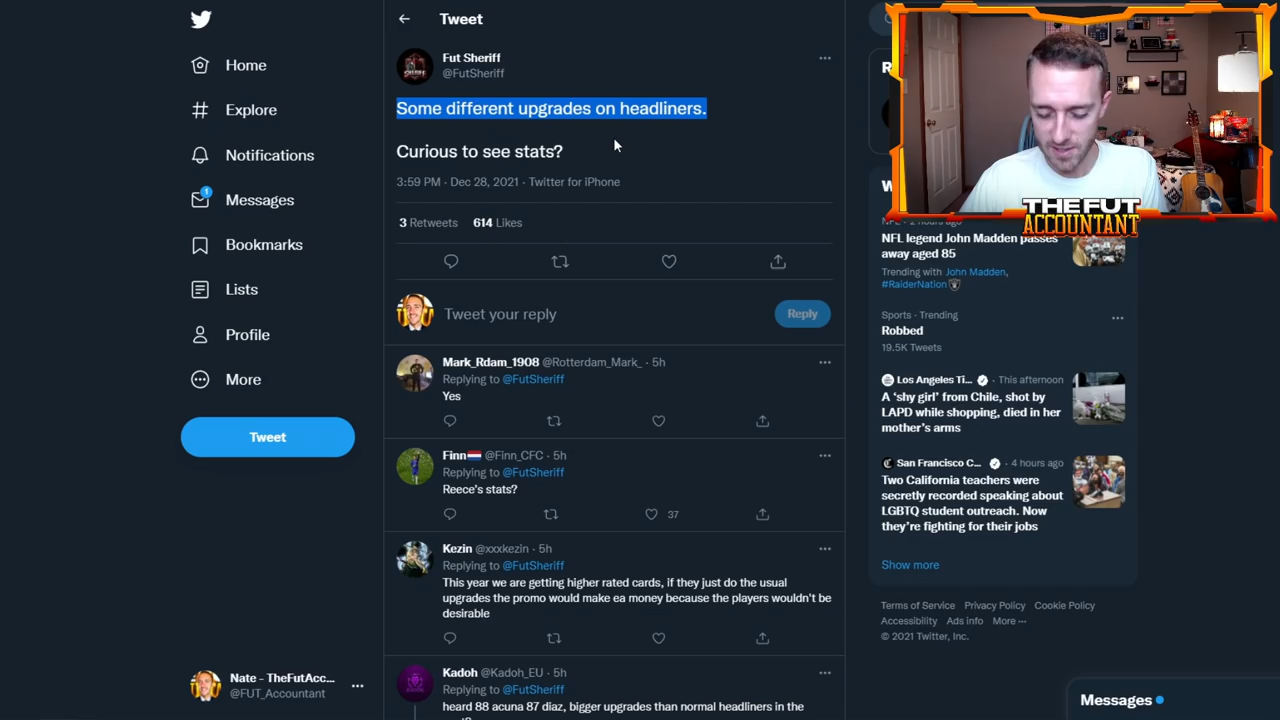 Home
Explore
Notifications
1
Messages
Bookmarks
Lists
Profile
More
Tweet
Nate - TheFutAcc...
@FUT_Accountant
Tweet
Fut Sheriff
@FutSheriff
Some different upgrades on headliners.
Curious to see stats?
3:59 PM · Dec 28, 2021 · Twitter for iPhone
3 Retweets 614 Likes
Tweet your reply
Reply
Mark_Rdam_1908 @Rotterdam_Mark_ · 5h
Replying to @FutSheriff
Yes
Finn @Finn_CFC · 5h
Replying to @FutSheriff
Reece's stats?
37
Kezin @xxxkezin · 5h
Replying to @FutSheriff
This year we are getting higher rated cards, if they just do the usual
upgrades the promo would make ea money because the players wouldn't be
desirable
Kadoh @Kadoh_EU · 5h
Replying to @FutSheriff
heard 88 acuna 87 diaz, bigger upgrades than normal headliners in the
THE FUT
ACCOUNTANT
NFL · 2 hours ago
NFL legend John Madden passes
away aged 85
Trending with John Madden,
#RaiderNation
Sports · Trending
Robbed
19.5K Tweets
Los Angeles Ti... · This afternoon
A ‘shy girl’ from Chile, shot by
LAPD while shopping, died in her
mother’s arms
San Francisco C... · 4 hours ago
Two California teachers were
secretly recorded speaking about
LGBTQ student outreach. Now
they’re fighting for their jobs
Show more
Terms of Service Privacy Policy Cookie Policy
Accessibility Ads info More ···
© 2021 Twitter, Inc.
Messages